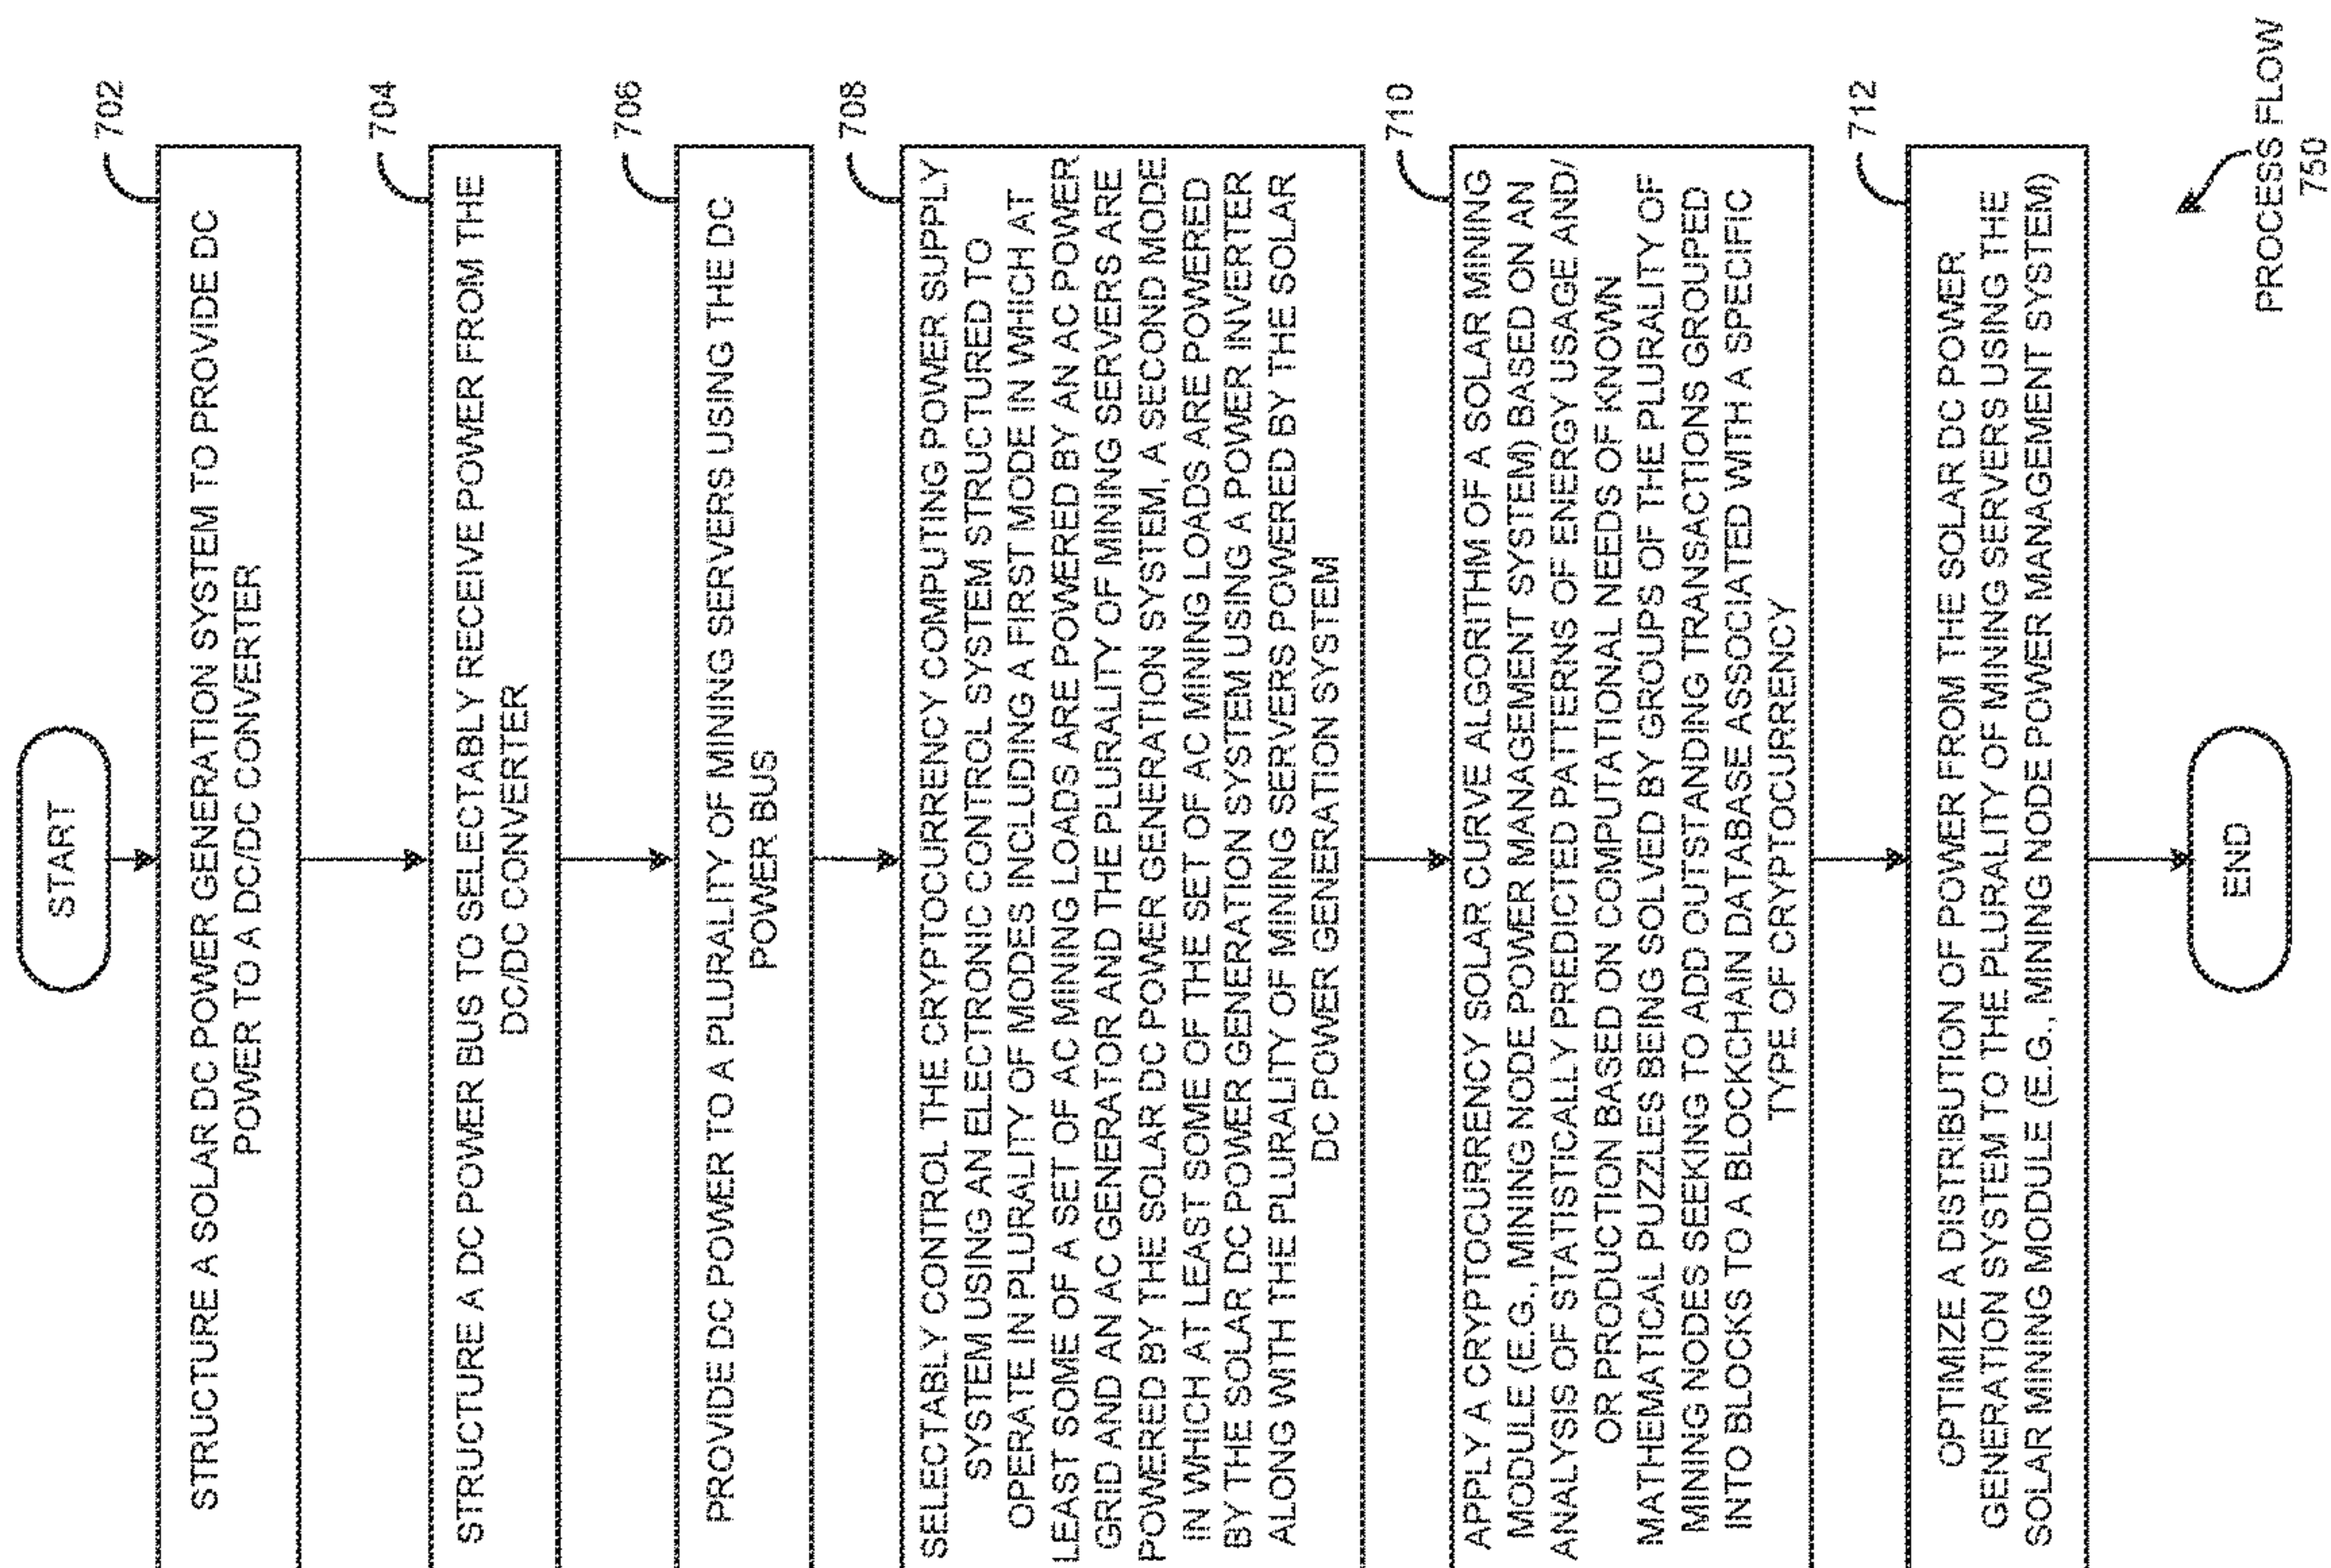 START
702
STRUCTURE A SOLAR DC POWER GENERATION SYSTEM TO PROVIDE DC
POWER TO A DC/DC CONVERTER
704
STRUCTURE A DC POWER BUS TO SELECTABLY RECEIVE POWER FROM THE
DC/DC CONVERTER
706
PROVIDE DC POWER TO A PLURALITY OF MINING SERVERS USING THE DC
POWER BUS
708
SELECTABLY CONTROL THE CRYPTOCURRENCY COMPUTING POWER SUPPLY
SYSTEM USING AN ELECTRONIC CONTROL SYSTEM STRUCTURED TO
OPERATE IN PLURALITY OF MODES INCLUDING A FIRST MODE IN WHICH AT
LEAST SOME OF A SET OF AC MINING LOADS ARE POWERED BY AN AC POWER
GRID AND AN AC GENERATOR AND THE PLURALITY OF MINING SERVERS ARE
POWERED BY THE SOLAR DC POWER GENERATION SYSTEM, A SECOND MODE
IN WHICH AT LEAST SOME OF THE SET OF AC MINING LOADS ARE POWERED
BY THE SOLAR DC POWER GENERATION SYSTEM USING A POWER INVERTER
ALONG WITH THE PLURALITY OF MINING SERVERS POWERED BY THE SOLAR
DC POWER GENERATION SYSTEM
710
APPLY A CRYPTOCURRENCY SOLAR CURVE ALGORITHM OF A SOLAR MINING
MODULE (E.G., MINING NODE POWER MANAGEMENT SYSTEM) BASED ON AN
ANALYSIS OF STATISTICALLY PREDICTED PATTERNS OF ENERGY USAGE AND/
OR PRODUCTION BASED ON COMPUTATIONAL NEEDS OF KNOWN
MATHEMATICAL PUZZLES BEING SOLVED BY GROUPS OF THE PLURALITY OF
MINING NODES SEEKING TO ADD OUTSTANDING TRANSACTIONS GROUPED
INTO BLOCKS TO A BLOCKCHAIN DATABASE ASSOCIATED WITH A SPECIFIC
TYPE OF CRYPTOCURRENCY
712
OPTIMIZE A DISTRIBUTION OF POWER FROM THE SOLAR DC POWER
GENERATION SYSTEM TO THE PLURALITY OF MINING SERVERS USING THE
SOLAR MINING MODULE (E.G., MINING NODE POWER MANAGEMENT SYSTEM)
END
PROCESS FLOW
750